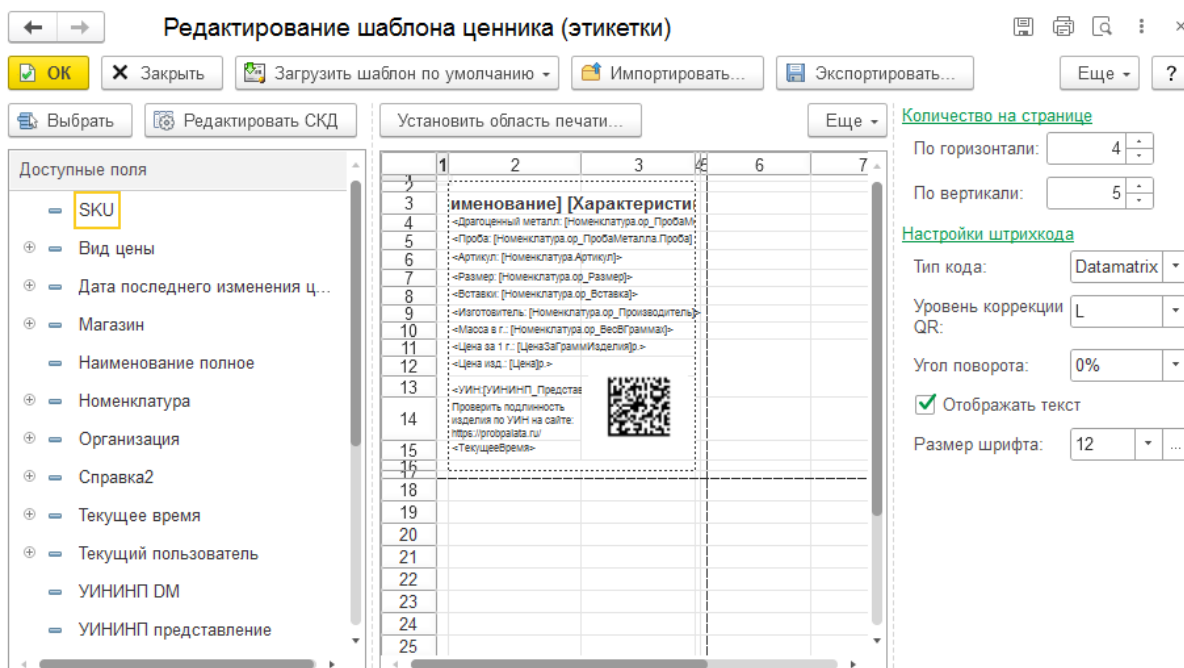 Редактирование шаблона ценника (этикетки)
ОК Закрыть Загрузить шаблон по умолчанию Импортировать... Экспортировать... Еще ?
Выбрать Редактировать СКД
Доступные поля
SKU
Вид цены
Дата последнего изменения ц...
Магазин
Наименование полное
Номенклатура
Организация
Справка2
Текущее время
Текущий пользователь
УИНИНП DM
УИНИНП представление
Установить область печати... Еще
1 2 3 4 5 6 7
1
2
3 именование] [Характеристи
4 <Драгоценный металл: [Номенклатура.ор_ПробаМ
5 <Проба: [Номенклатура.ор_ПробаМеталла.Проба]
6 <Артикул: [Номенклатура.Артикул]>
7 <Размер: [Номенклатура.ор_Размер]>
8 <Вставки: [Номенклатура.ор_Вставка]>
9 <Изготовитель: [Номенклатура.ор_Производитель]>
10 <Масса в г.: [Номенклатура.ор_ВесВГраммах]>
11 <Цена за 1 г.: [ЦенаЗаГраммИзделия]р.>
12 <Цена изд.: [Цена]р.>
13 <УИН:[УИНИНП_Представ
14 Проверить подлинность
изделия по УИН на сайте:
https://probpalata.ru/
15 <ТекущееВремя>
16
17
18
19
20
21
22
23
24
25
Количество на странице
По горизонтали: 4
По вертикали: 5
Настройки штрихкода
Тип кода: Datamatrix
Уровень коррекции
QR: L
Угол поворота: 0%
Отображать текст
Размер шрифта: 12 ...